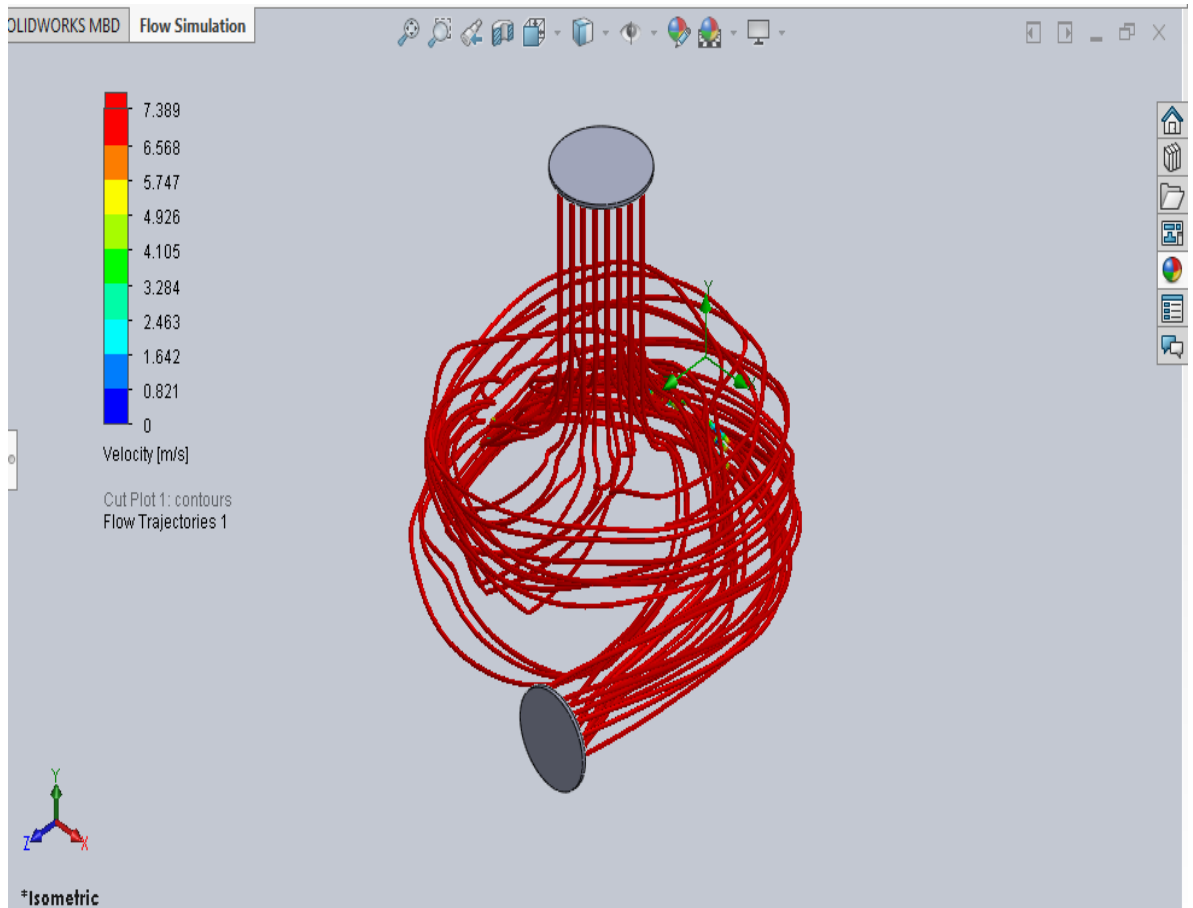 OLIDWORKS MBD
Flow Simulation
7.389
6.568
5.747
4.926
4.105
3.284
2.463
1.642
0.821
0
Velocity [m/s]
Cut Plot 1: contours
Flow Trajectories 1
Y
Y
Z
X
*Isometric